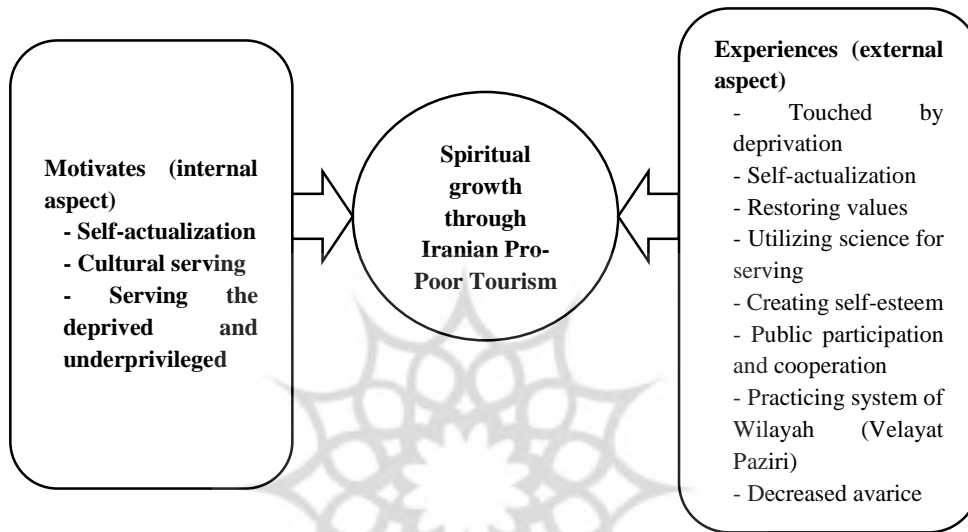 Motivates (internal
aspect)
- Self-actualization
- Cultural serving
- Serving the
deprived and
underprivileged
Spiritual
growth
through
Iranian Pro-
Poor Tourism
Experiences (external
aspect)
- Touched by
deprivation
- Self-actualization
- Restoring values
- Utilizing science for
serving
- Creating self-esteem
- Public participation
and cooperation
- Practicing system of
Wilayah (Velayat
Paziri)
- Decreased avarice